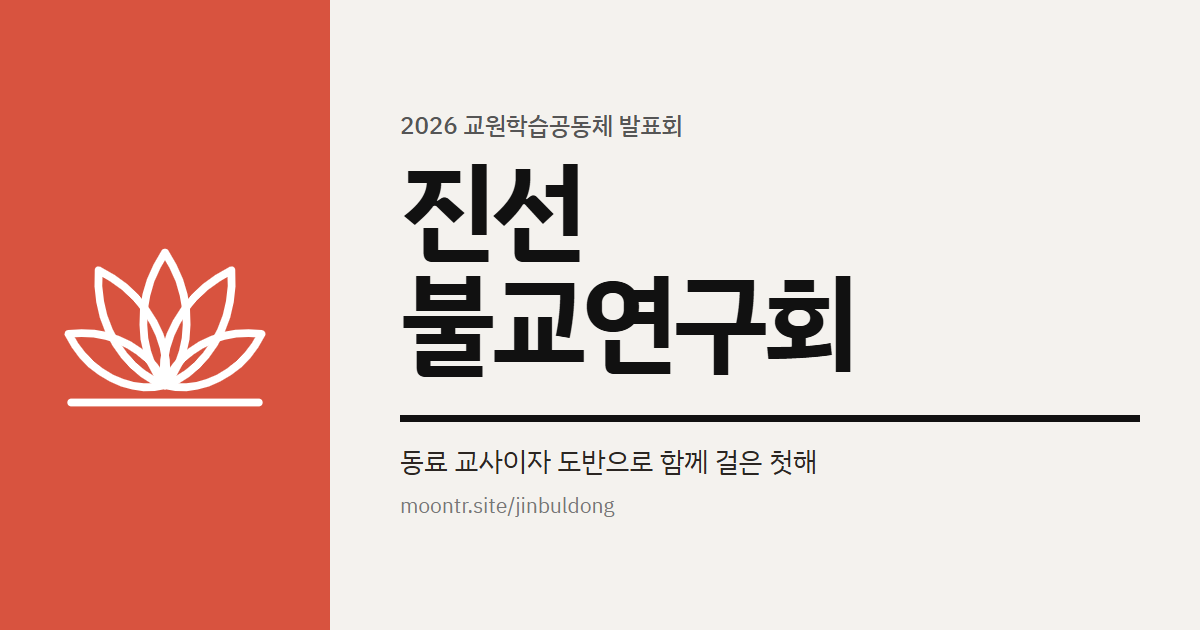 2026 교원학습공동체 발표회
진선
불교연구회
동료 교사이자 도반으로 함께 걸은 첫해
moontr.site/jinbuldong